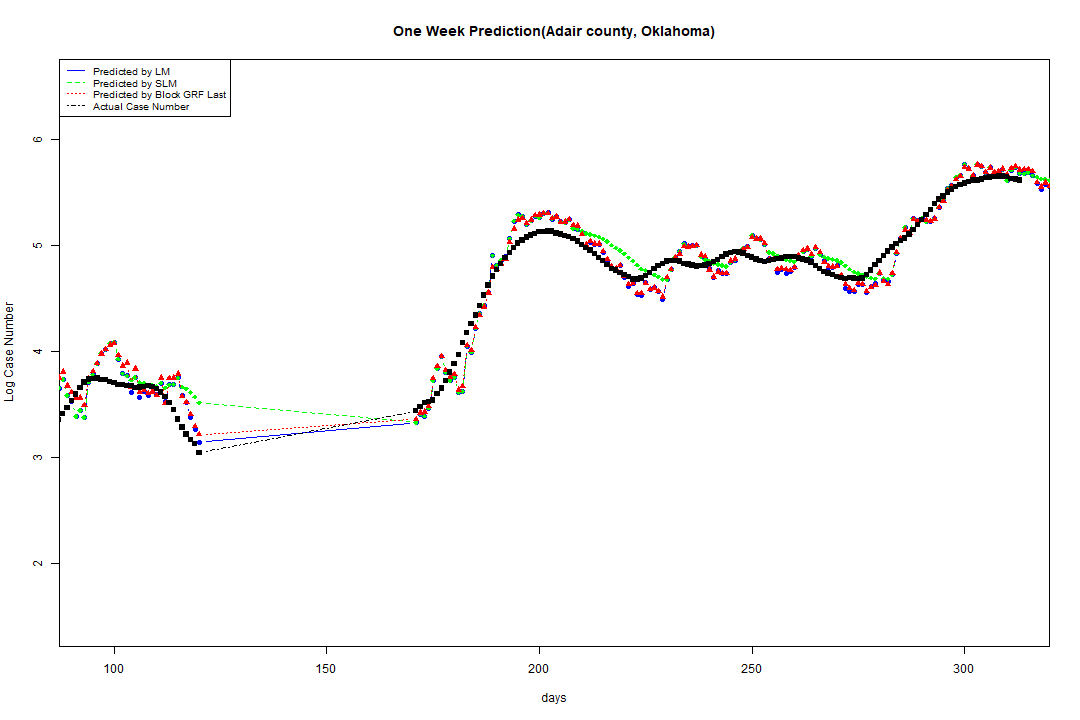 One Week Prediction(Adair county, Oklahoma)
Predicted by LM
Predicted by SLM
Predicted by Block GRF Last
Actual Case Number
6
5
4
3
2
Log Case Number
100 150 200 250 300
days